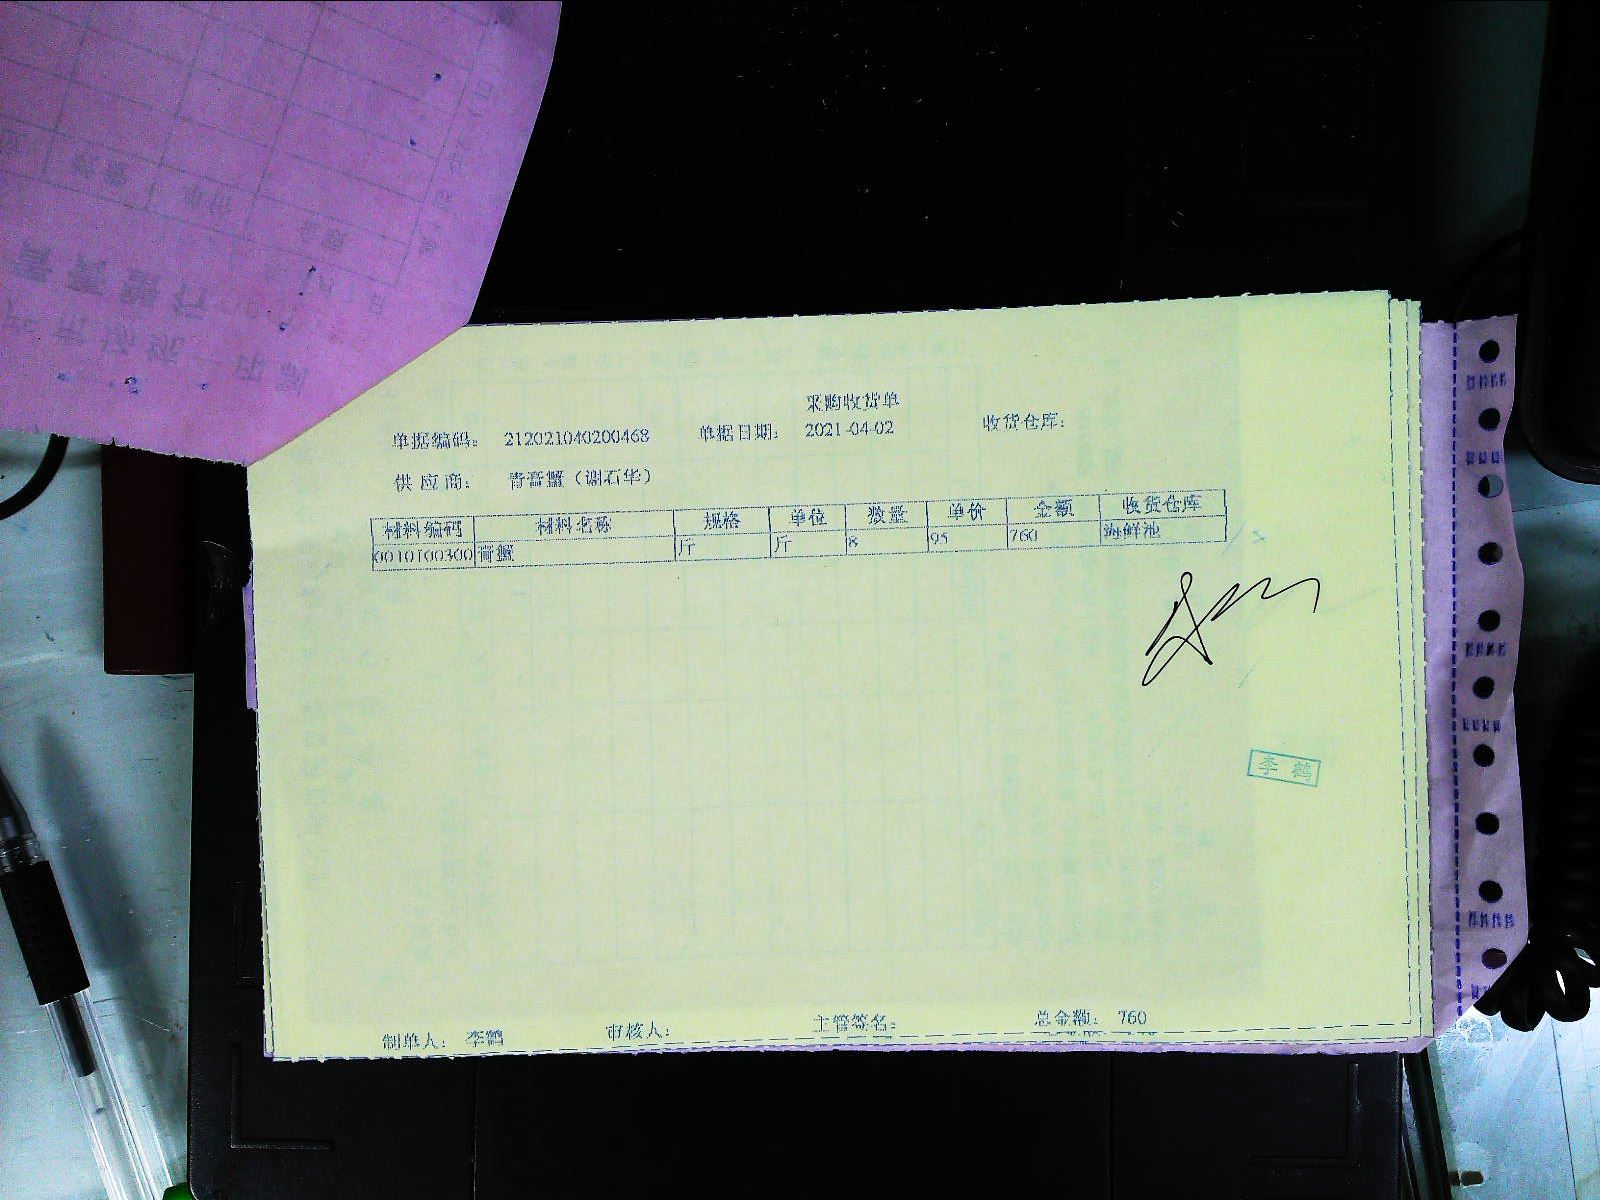 采购收货单
单据编码: 212021040200468 单据日期: 2021-04-02 收货仓库:
供应商: 青膏蟹（谢石华）
材料编码 材料名称 规格 单位 数量 单价 金额 收货仓库
0010100300 膏蟹 斤 斤 8 95 760 海鲜池
李鹤
制单人: 李鹤 审核人: 主管签名: 总金额: 760